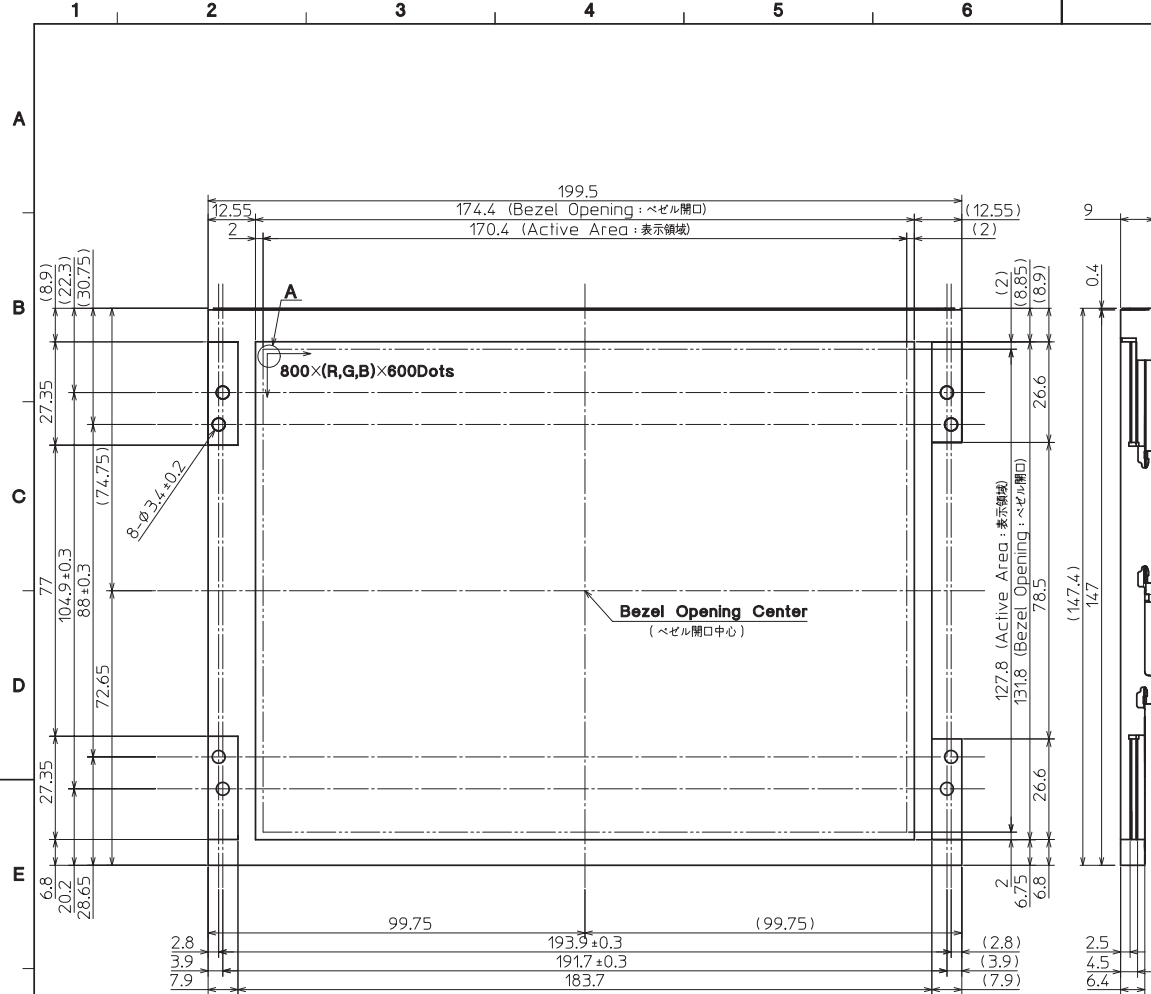 1 2 3 4 5 6
A
199.5
12.55 174.4 (Bezel Opening : ベゼル開口) (12.55)
2 170.4 (Active Area : 表示領域) (2)
9
B
(8.9)
(22.3)
(30.75)
A
(2)
(8.85)
(8.9)
0.4
800×(R,G,B)×600Dots
27.35
26.6
C
(74.75)
8-Ø3.4±0.2
77
104.9±0.3
88±0.3
127.8 (Active Area : 表示領域)
131.8 (Bezel Opening : ベゼル開口)
78.5
(147.4)
147
Bezel Opening Center
(ベゼル開口中心)
D
72.65
27.35
26.6
E
6.8
20.2
28.65
2
6.75
6.8
99.75 (99.75)
2.8 193.9±0.3 (2.8) 2.5
3.9 191.7±0.3 (3.9) 4.5
7.9 183.7 (7.9) 6.4